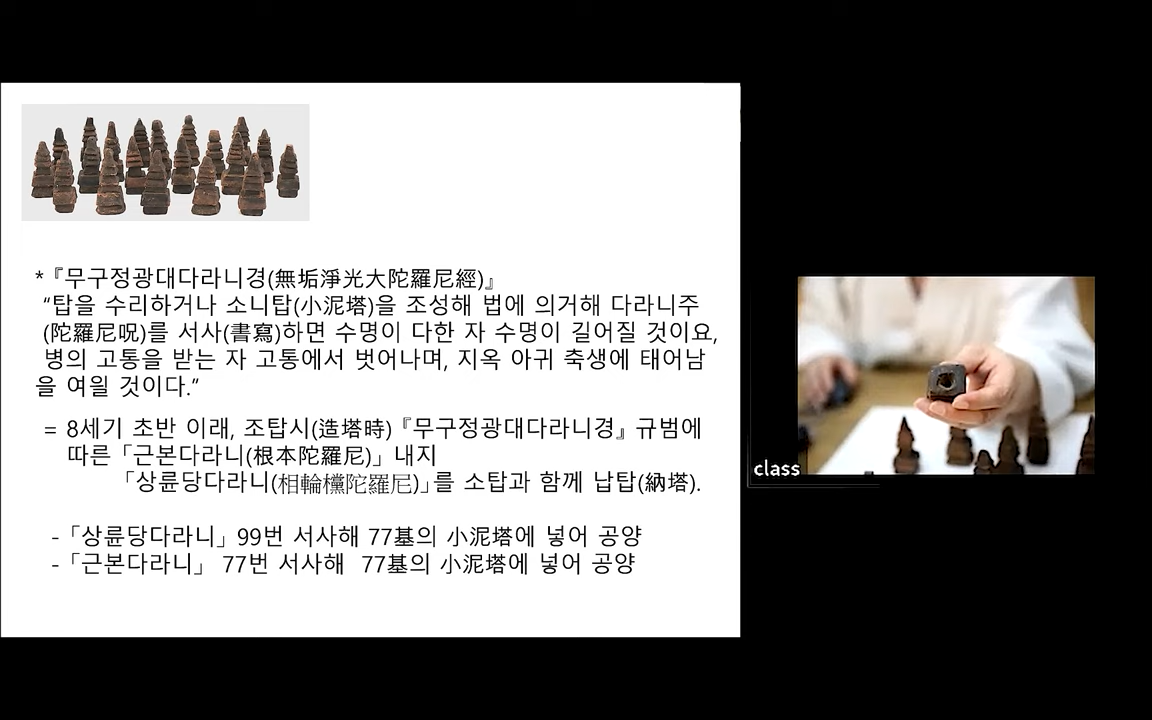 *『무구정광대다라니경(無垢淨光大陀羅尼經)』
“탑을 수리하거나 소니탑(小泥塔)을 조성해 법에 의거해 다라니주
(陀羅尼呪)를 서사(書寫)하면 수명이 다한 자 수명이 길어질 것이요,
병의 고통을 받는 자 고통에서 벗어나며, 지옥 아귀 축생에 태어남
을 여읠 것이다.”
= 8세기 초반 이래, 조탑시(造塔時)『무구정광대다라니경』규범에
따른「근본다라니(根本陀羅尼)」내지
「상륜당다라니(相輪橖陀羅尼)」를 소탑과 함께 납탑(納塔).
-「상륜당다라니」99번 서사해 77基의 小泥塔에 넣어 공양
-「근본다라니」 77번 서사해 77基의 小泥塔에 넣어 공양
class